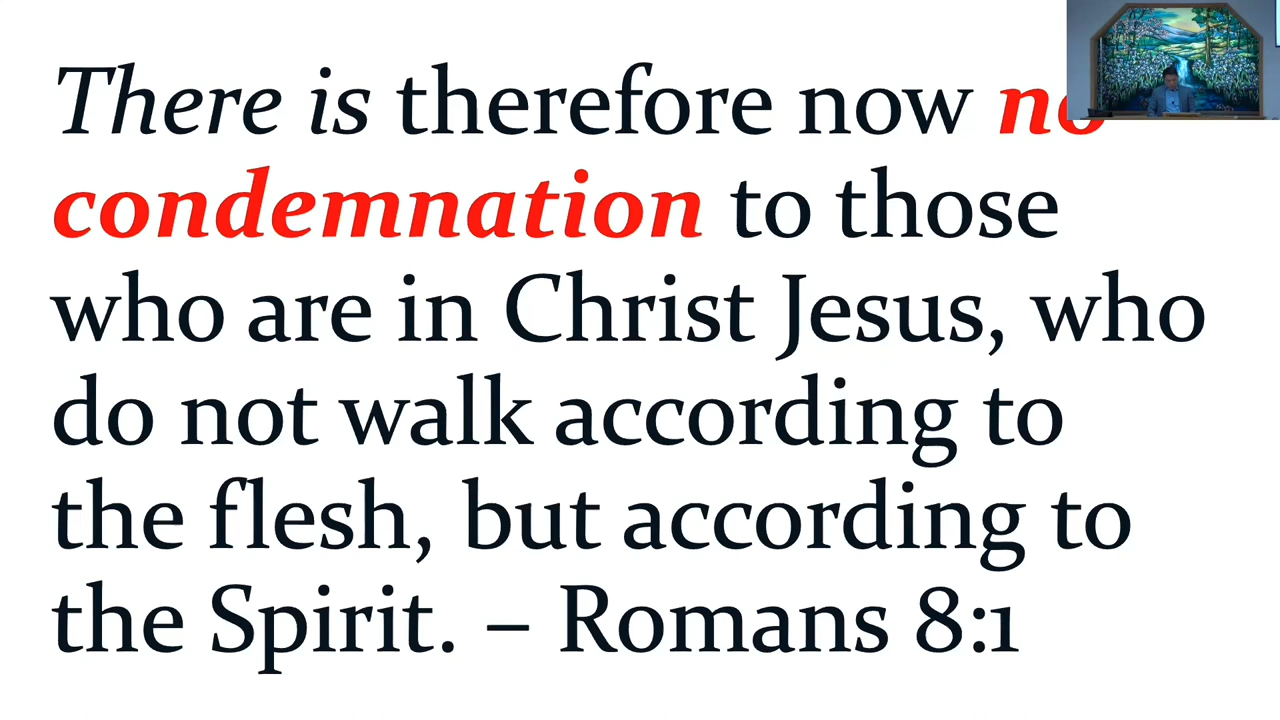 There is therefore now no
condemnation to those
who are in Christ Jesus, who
do not walk according to
the flesh, but according to
the Spirit. – Romans 8:1